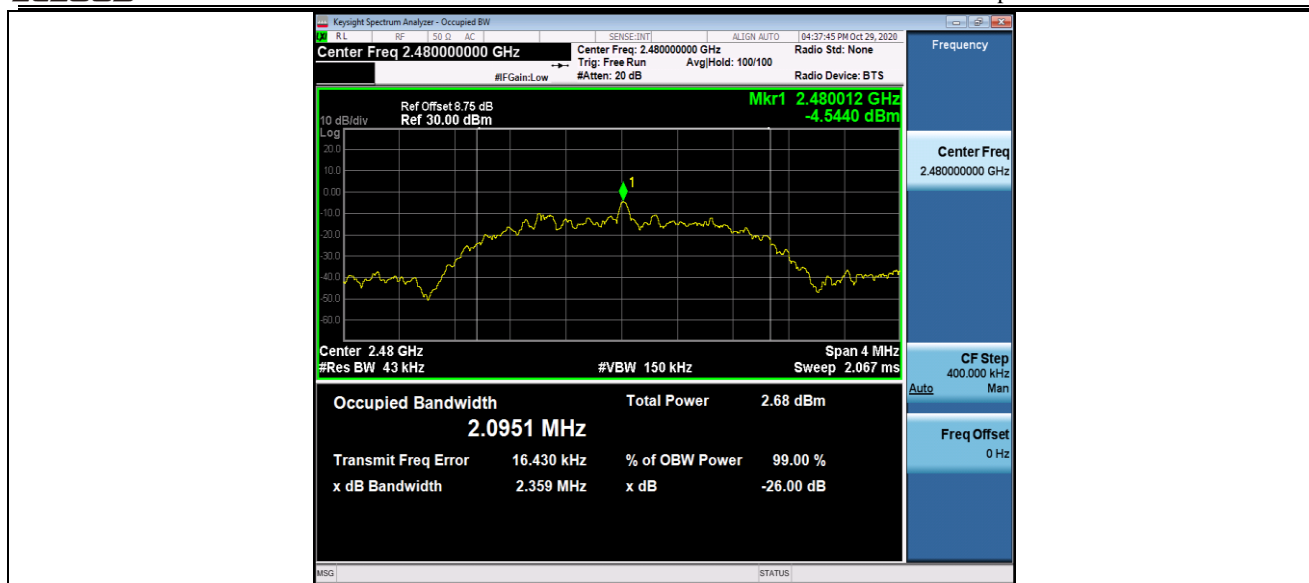 Keysight Spectrum Analyzer - Occupied BW
RL RF 50 Ω AC SENSE:INT ALIGN AUTO 04:37:45 PM Oct 29, 2020
Center Freq 2.480000000 GHz
Center Freq: 2.480000000 GHz Radio Std: None
Trig: Free Run Avg|Hold: 100/100
#IFGain:Low #Atten: 20 dB Radio Device: BTS
Frequency
Mkr1 2.480012 GHz
-4.5440 dBm
Ref Offset 8.75 dB
10 dB/div Ref 30.00 dBm
Log
20.0
10.0
0.00
-10.0
-20.0
-30.0
-40.0
-50.0
-60.0
1
Center 2.48 GHz Span 4 MHz
#Res BW 43 kHz #VBW 150 kHz Sweep 2.067 ms
Occupied Bandwidth Total Power 2.68 dBm
2.0951 MHz
Transmit Freq Error 16.430 kHz % of OBW Power 99.00 %
x dB Bandwidth 2.359 MHz x dB -26.00 dB
Center Freq
2.480000000 GHz
CF Step
400.000 kHz
Auto Man
Freq Offset
0 Hz
MSG STATUS